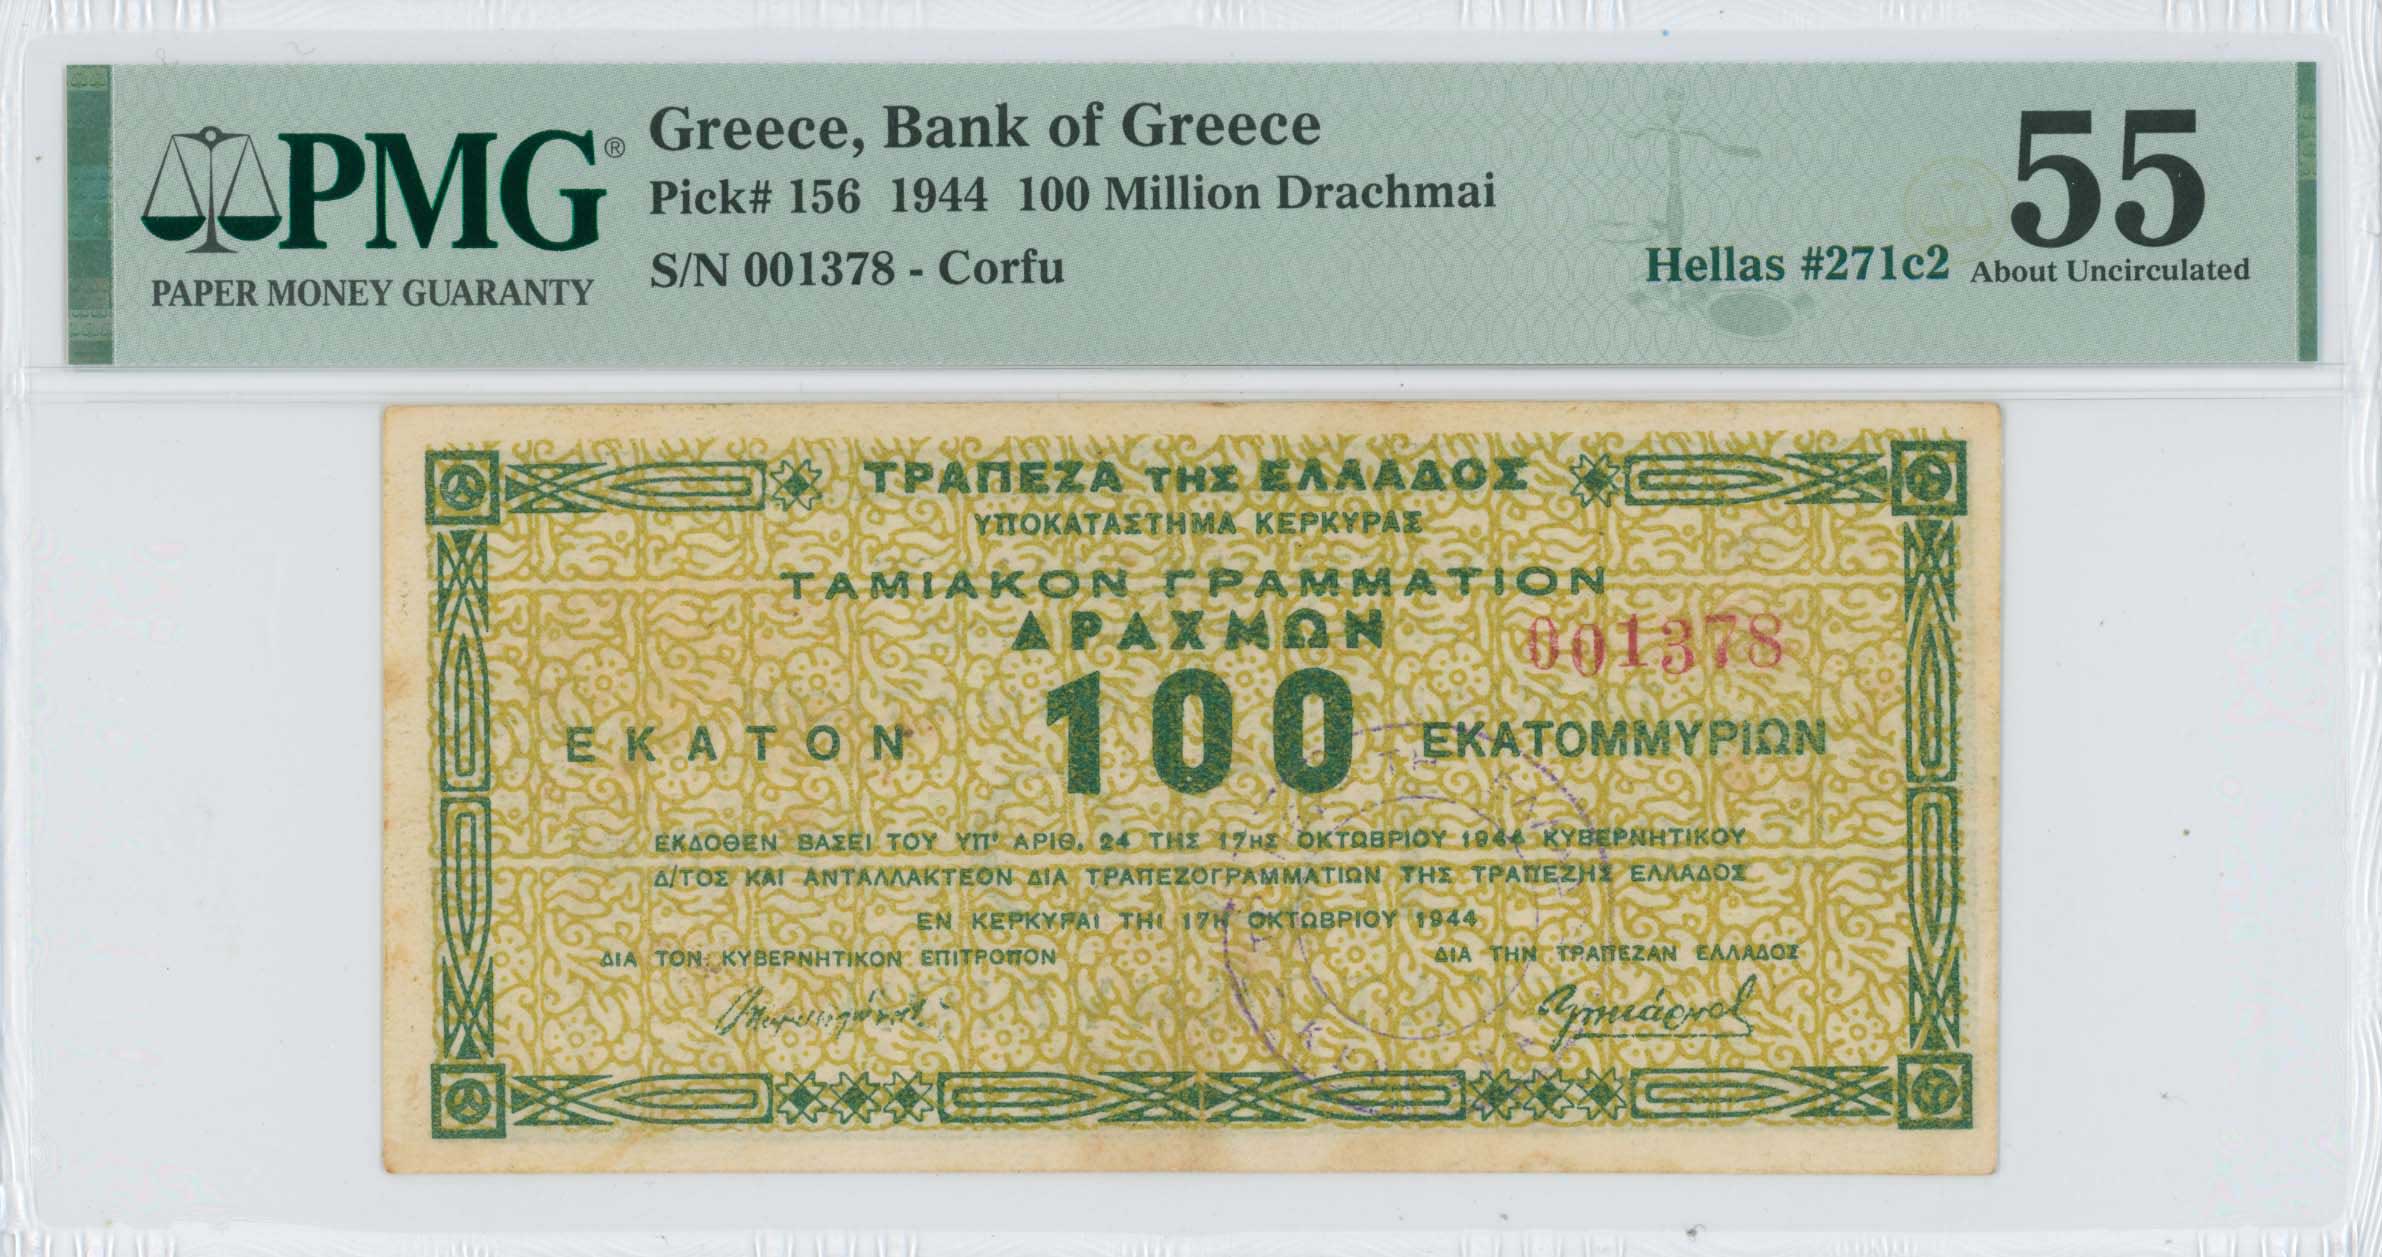 PMG®
PAPER MONEY GUARANTY
Greece, Bank of Greece
Pick# 156 1944 100 Million Drachmai
S/N 001378 - Corfu
Hellas #271c2
55
About Uncirculated
ΤΡΑΠΕΖΑ ΤΗΣ ΕΛΛΑΔΟΣ
ΥΠΟΚΑΤΑΣΤΗΜΑ ΚΕΡΚΥΡΑΣ
ΤΑΜΙΑΚΟΝ ΓΡΑΜΜΑΤΙΟΝ
ΔΡΑΧΜΩΝ
001378
ΕΚΑΤΟΝ 100 ΕΚΑΤΟΜΜΥΡΙΩΝ
ΕΚΔΟΘΕΝ ΒΑΣΕΙ ΤΟΥ ΥΠ' ΑΡΙΘ. 24 ΤΗΣ 17ΗΣ ΟΚΤΩΒΡΙΟΥ 1944 ΚΥΒΕΡΝΗΤΙΚΟΥ
Δ/ΤΟΣ ΚΑΙ ΑΝΤΑΛΛΑΚΤΕΟΝ ΔΙΑ ΤΡΑΠΕΖΟΓΡΑΜΜΑΤΙΩΝ ΤΗΣ ΤΡΑΠΕΖΗΣ ΕΛΛΑΔΟΣ
ΕΝ ΚΕΡΚΥΡΑΙ ΤΗΙ 17Η ΟΚΤΩΒΡΙΟΥ 1944
ΔΙΑ ΤΟΝ ΚΥΒΕΡΝΗΤΙΚΟΝ ΕΠΙΤΡΟΠΟΝ
ΔΙΑ ΤΗΝ ΤΡΑΠΕΖΑΝ ΕΛΛΑΔΟΣ